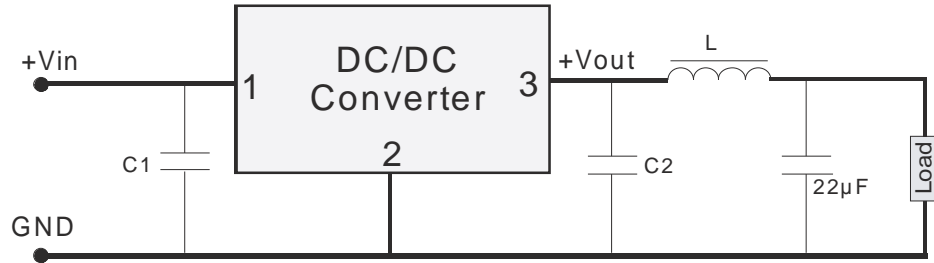 DC/DC
Converter
+Vin
1
3
+Vout
L
2
C1
C2
22µF
Load
GND